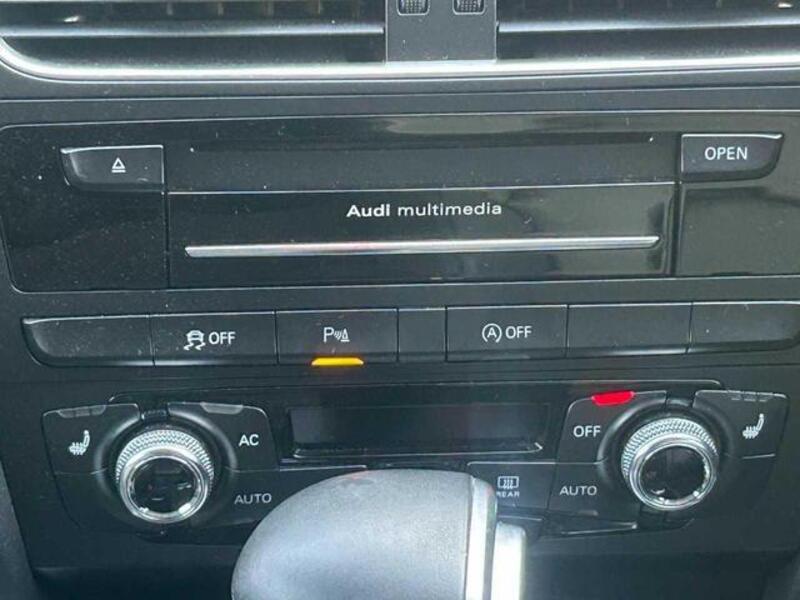 OPEN
Audi multimedia
OFF
P
A OFF
AC
OFF
AUTO
REAR
AUTO